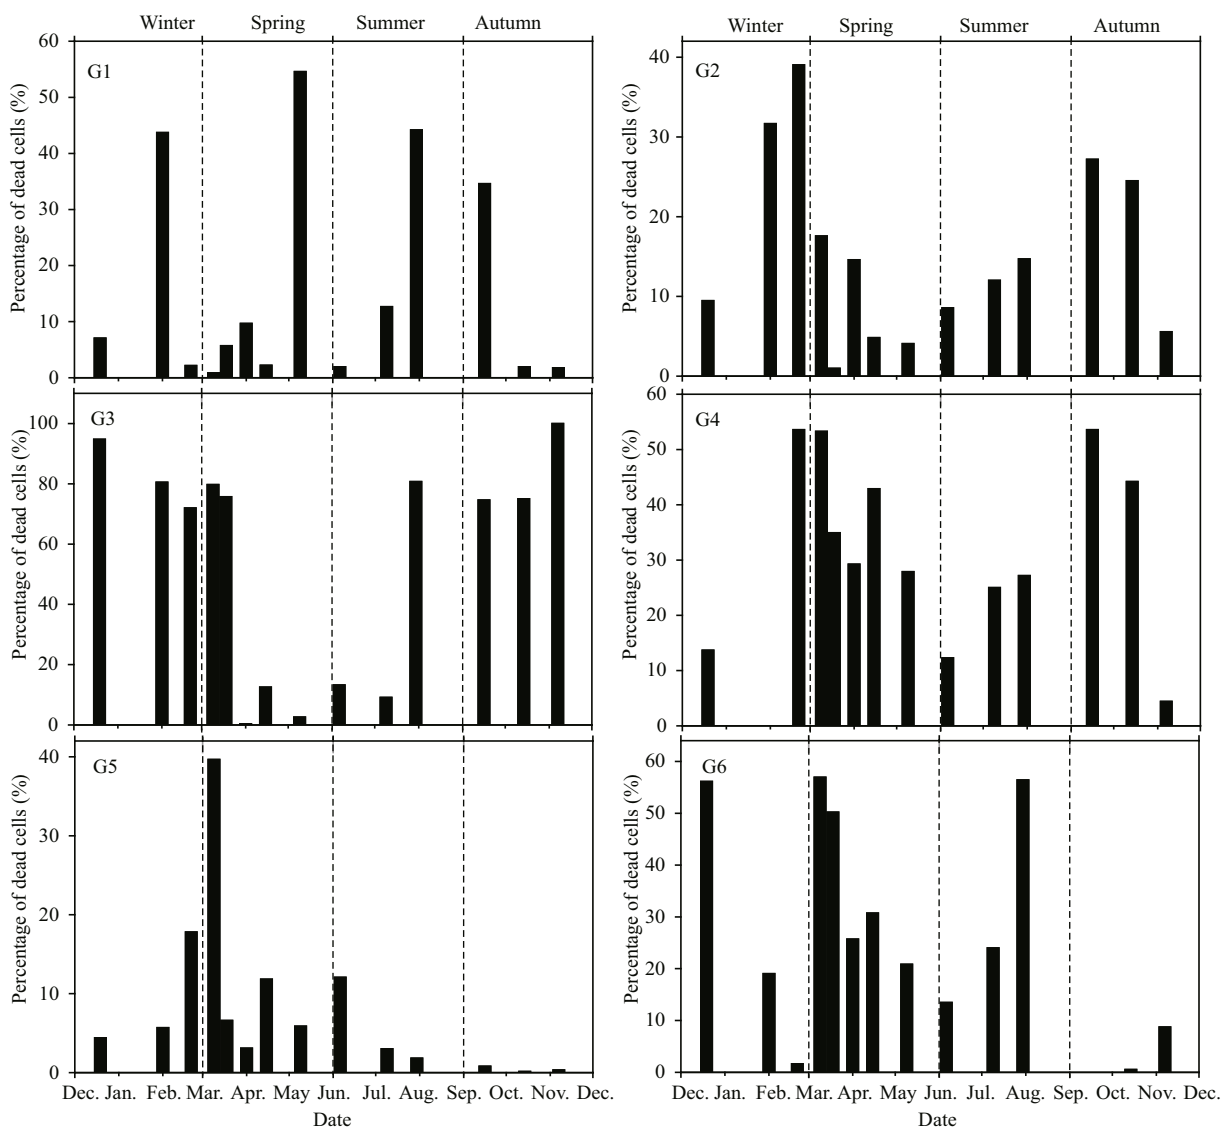 Winter Spring Summer Autumn
Winter Spring Summer Autumn
G1
Percentage of dead cells (%)
60
50
40
30
20
10
0
G2
Percentage of dead cells (%)
40
30
20
10
0
G3
Percentage of dead cells (%)
100
80
60
40
20
0
G4
Percentage of dead cells (%)
60
50
40
30
20
10
0
G5
Percentage of dead cells (%)
40
30
20
10
0
Dec. Jan. Feb. Mar. Apr. May Jun. Jul. Aug. Sep. Oct. Nov. Dec.
Date
G6
Percentage of dead cells (%)
60
50
40
30
20
10
0
Dec. Jan. Feb. Mar. Apr. May Jun. Jul. Aug. Sep. Oct. Nov. Dec.
Date